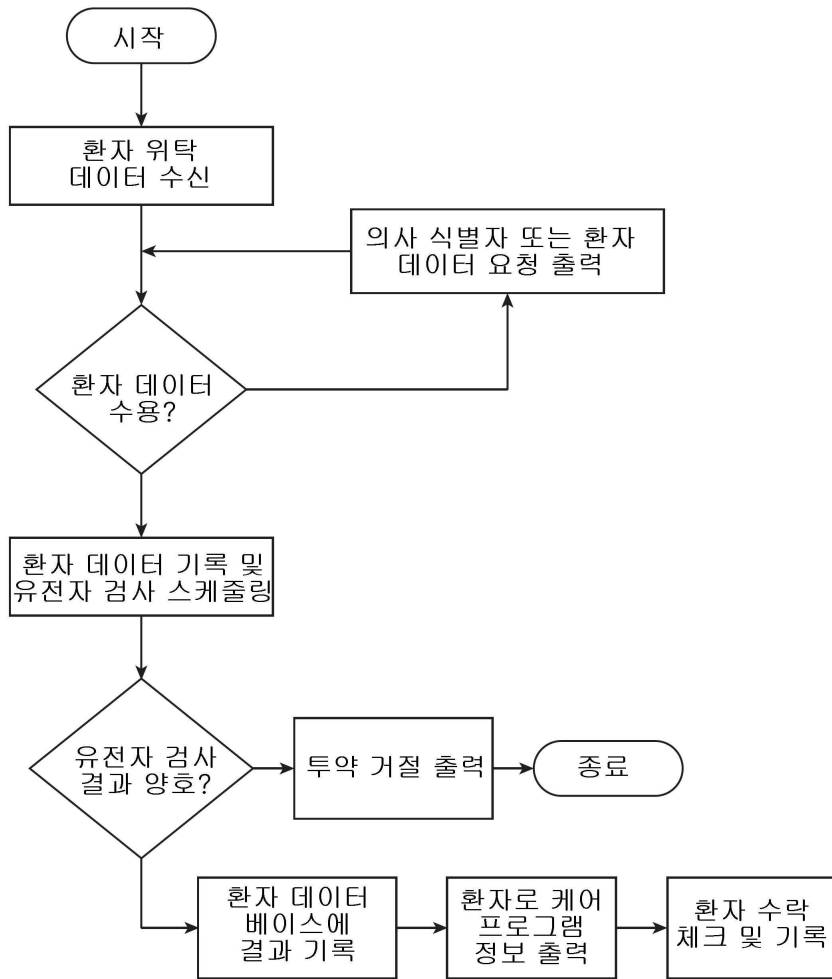 시작
환자 위탁
데이터 수신
의사 식별자 또는 환자
데이터 요청 출력
환자 데이터
수용?
환자 데이터 기록 및
유전자 검사 스케줄링
유전자 검사
결과 양호?
투약 거절 출력
종료
환자 데이터
베이스에
결과 기록
환자로 케어
프로그램
정보 출력
환자 수락
체크 및 기록